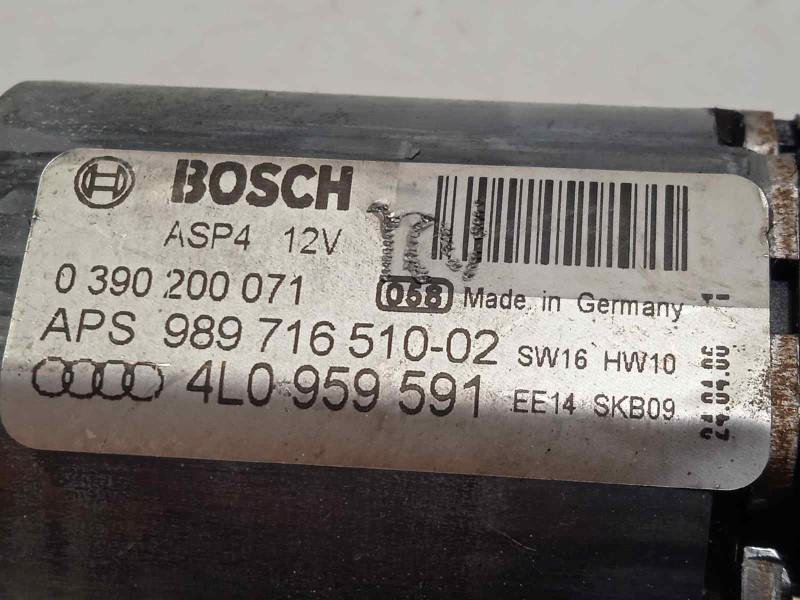 BOSCH
ASP4 12V
0 390 200 071
058 Made in Germany
APS 989 716 510-02 SW16 HW10
4L0 959 591 EE14 SKB09